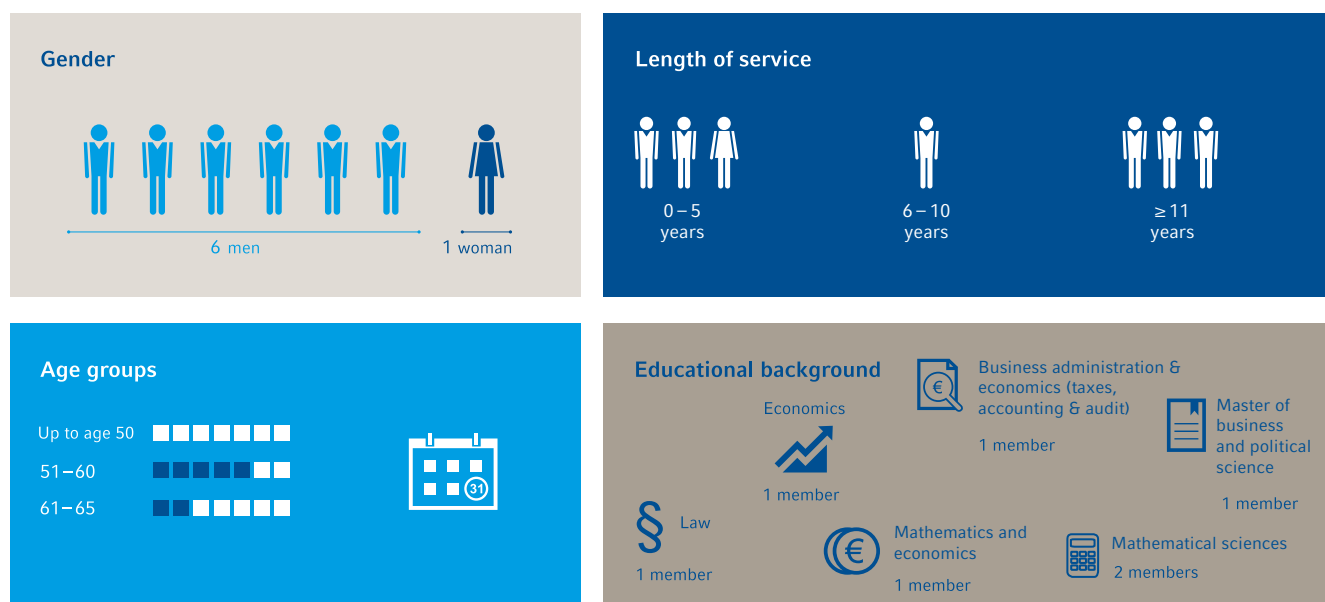 Gender
6 men
1 woman
Length of service
0 – 5
years
6 – 10
years
≥ 11
years
Age groups
Up to age 50
51 – 60
61 – 65
31
Educational background
Economics
1 member
Business administration &
economics (taxes,
accounting & audit)
1 member
Master of
business
and political
science
1 member
§
Law
1 member
€
Mathematics and
economics
1 member
€
Mathematical sciences
2 members